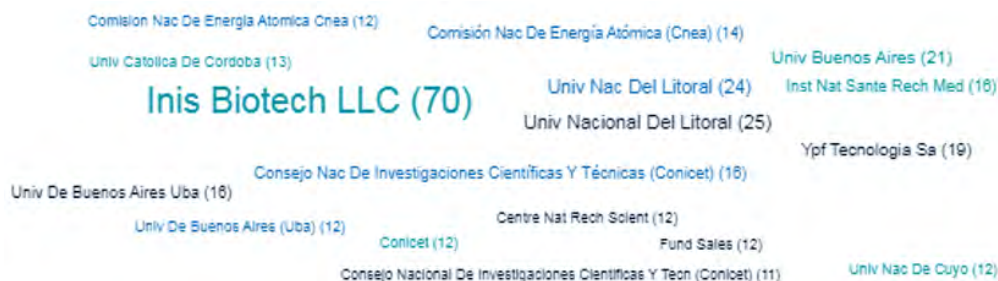 Comision Nac De Energia Atomica Cnea (12)
Comisión Nac De Energía Atómica (Cnea) (14)
Univ Buenos Aires (21)
Univ Catolica De Cordoba (13)
Inis Biotech LLC (70)
Univ Nac Del Litoral (24)
Inst Nat Sante Rech Med (16)
Univ Nacional Del Litoral (25)
Ypf Tecnologia Sa (19)
Consejo Nac De Investigaciones Científicas Y Técnicas (Conicet) (16)
Univ De Buenos Aires Uba (16)
Centre Nat Rech Scient (12)
Univ De Buenos Aires (Uba) (12)
Conicet (12)
Fund Sales (12)
Consejo Nacional De Investigaciones Cientificas Y Tecn (Conicet) (11)
Univ Nac De Cuyo (12)